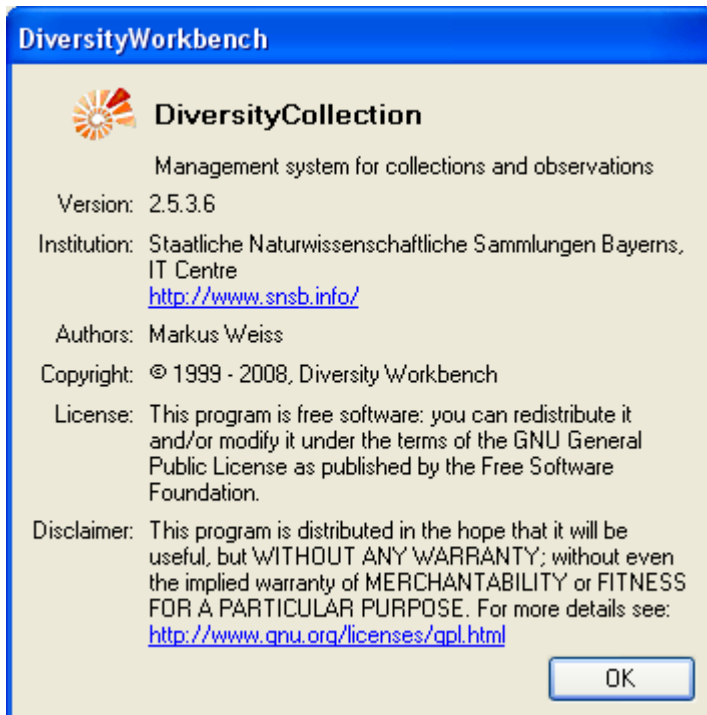 DiversityWorkbench
DiversityCollection
Management system for collections and observations
Version: 2.5.3.6
Institution: Staatliche Naturwissenschaftliche Sammlungen Bayerns,
IT Centre
http://www.snsb.info/
Authors: Markus Weiss
Copyright: © 1999 - 2008, Diversity Workbench
License: This program is free software: you can redistribute it
and/or modify it under the terms of the GNU General
Public License as published by the Free Software
Foundation.
Disclaimer: This program is distributed in the hope that it will be
useful, but WITHOUT ANY WARRANTY; without even
the implied warranty of MERCHANTABILITY or FITNESS
FOR A PARTICULAR PURPOSE. For more details see:
http://www.gnu.org/licenses/gpl.html
OK